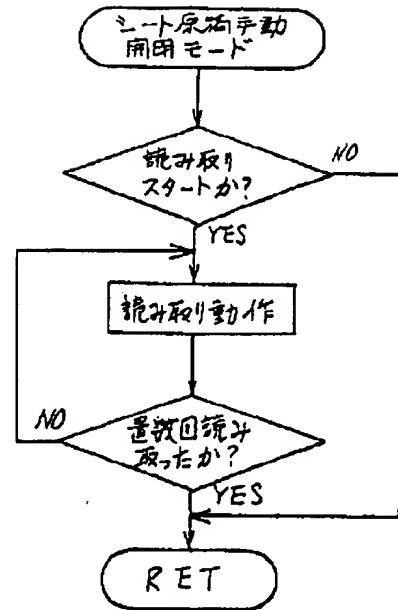 シート原稿手動
開閉モード
読み取り
スタートか?
NO
YES
読み取り動作
置数回読み
取ったか?
NO
YES
RET